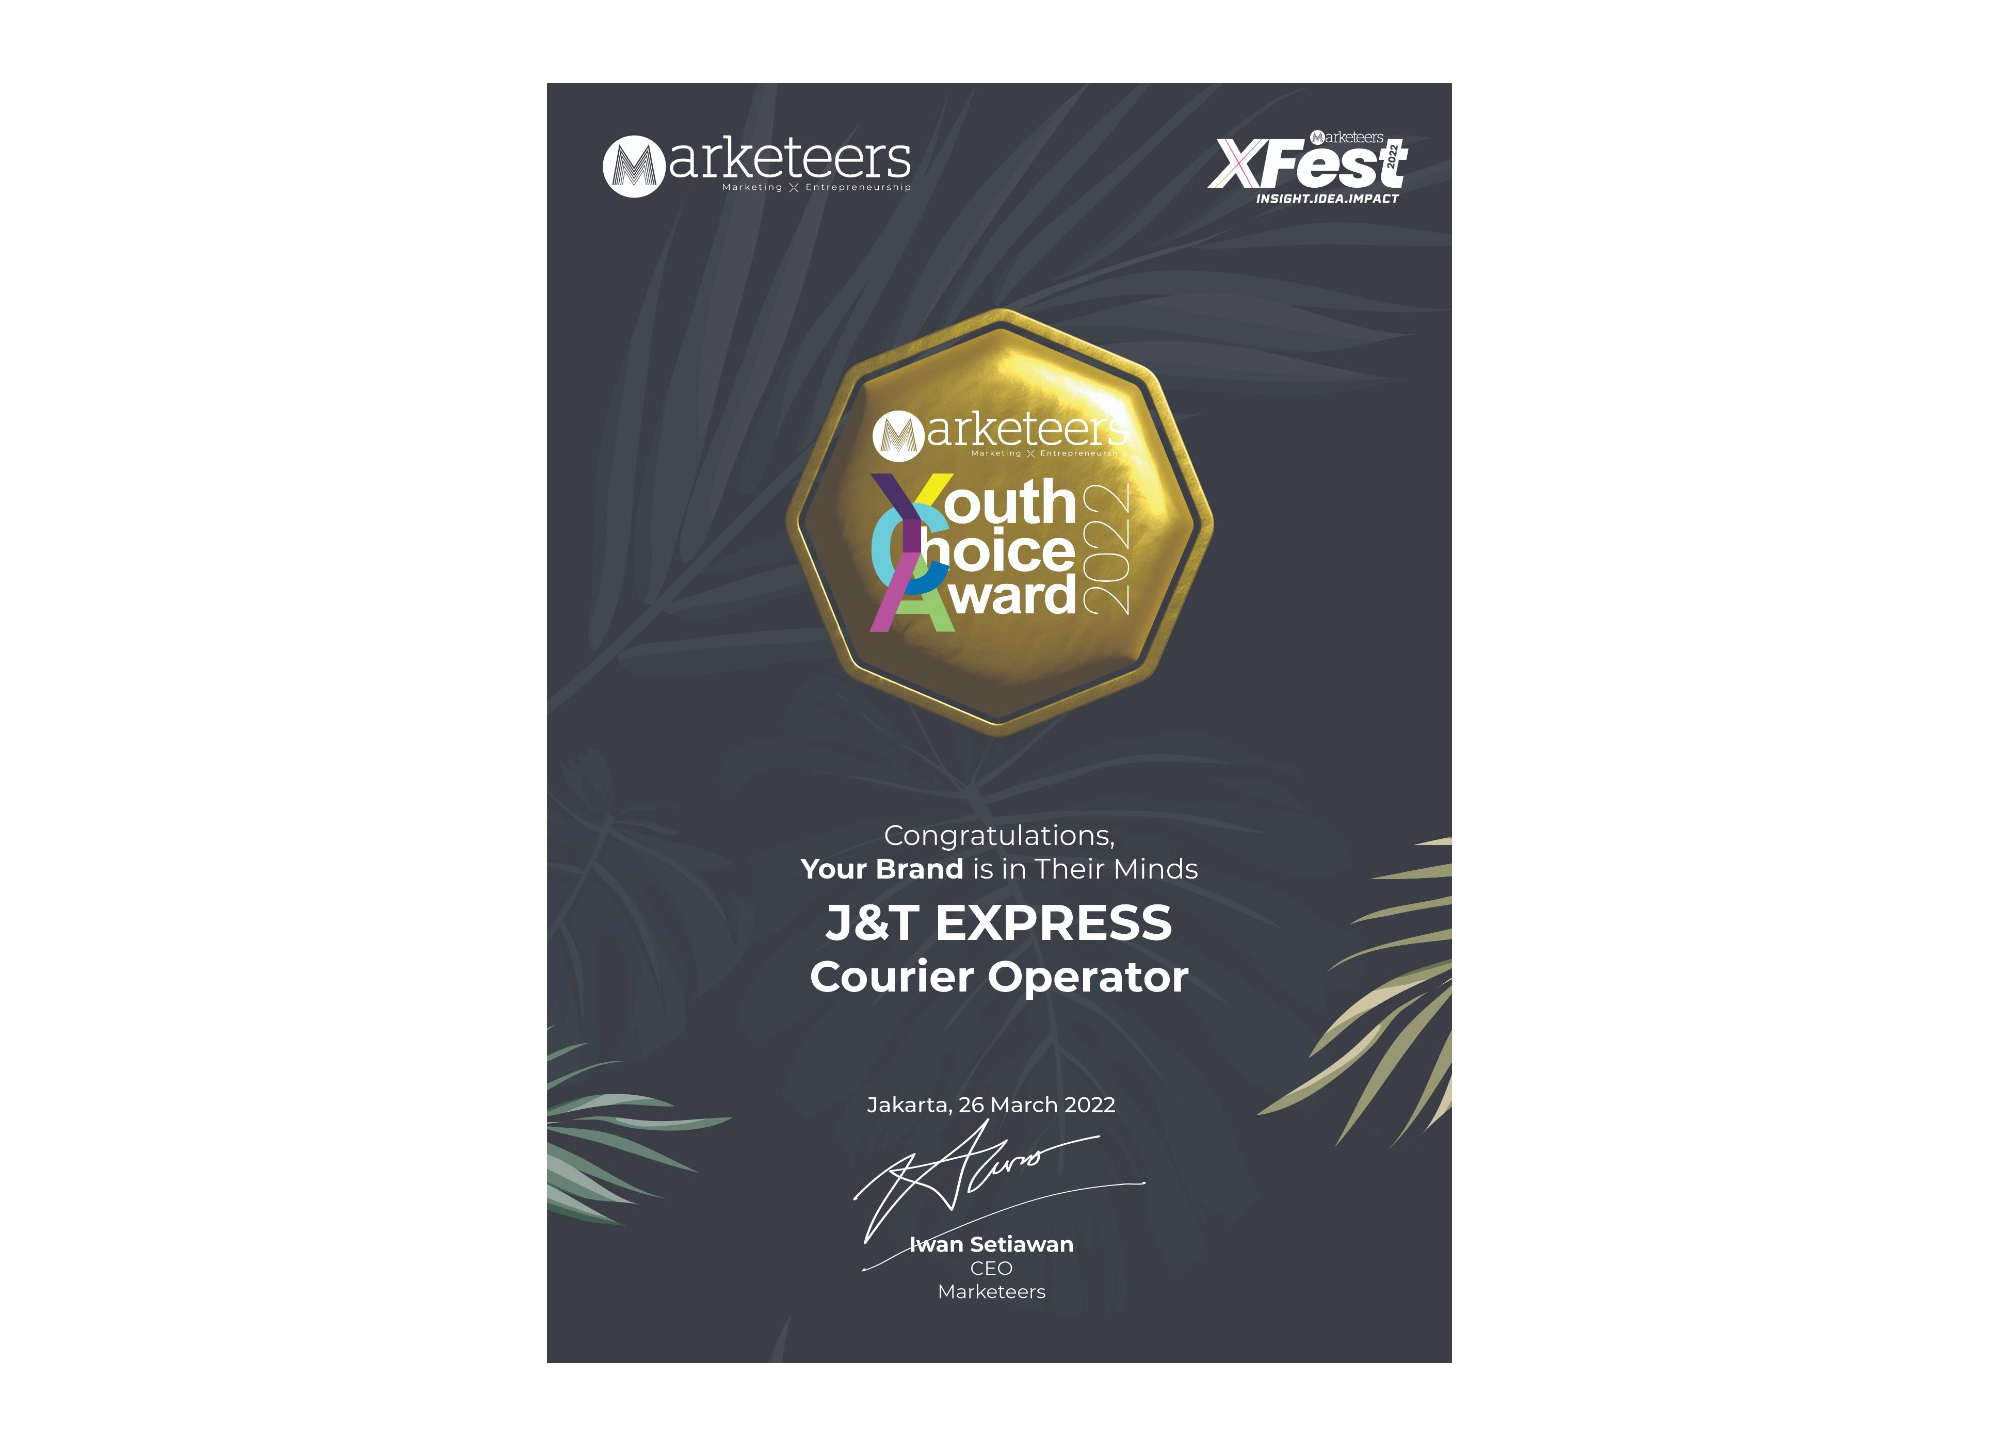 Marketeers
Marketing X Entrepreneurship
Marketeers
XFest 2022
INSIGHT.IDEA.IMPACT
Marketeers
Marketing X Entrepreneurship
Youth
Choice
Award
2022
Congratulations,
Your Brand is in Their Minds
J&T EXPRESS
Courier Operator
Jakarta, 26 March 2022
Iwan Setiawan
CEO
Marketeers